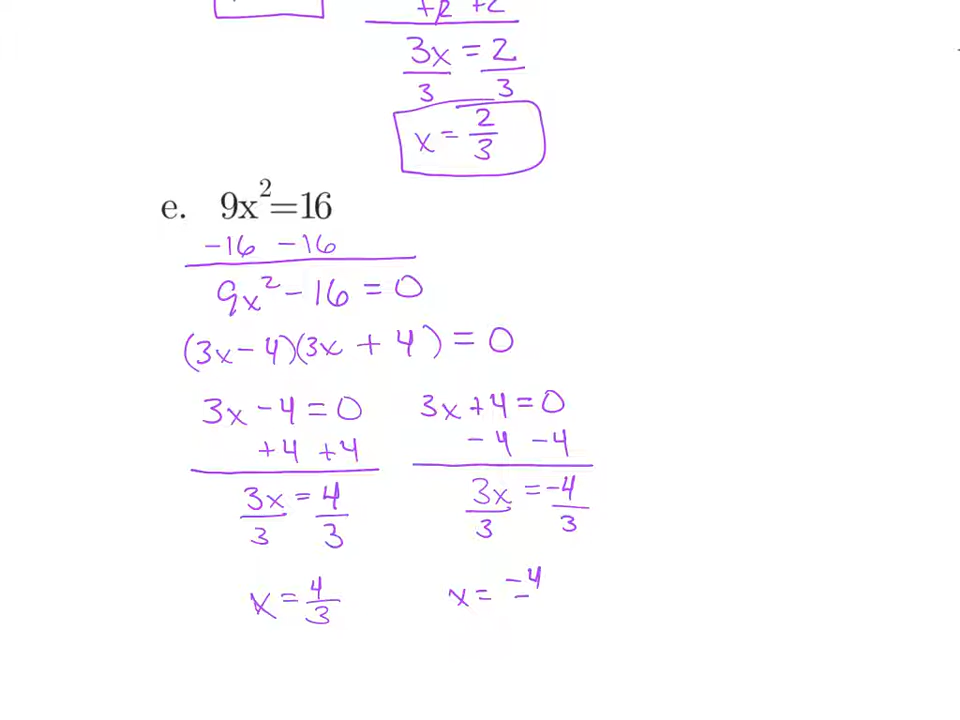 +2 +2
3x = 2
3 3
x = 2/3
e. 9x²=16
-16 -16
9x² - 16 = 0
(3x - 4)(3x + 4) = 0
3x - 4 = 0 3x + 4 = 0
+4 +4 -4 -4
3x = 4 3x = -4
3 3 3 3
x = 4/3 x = -4